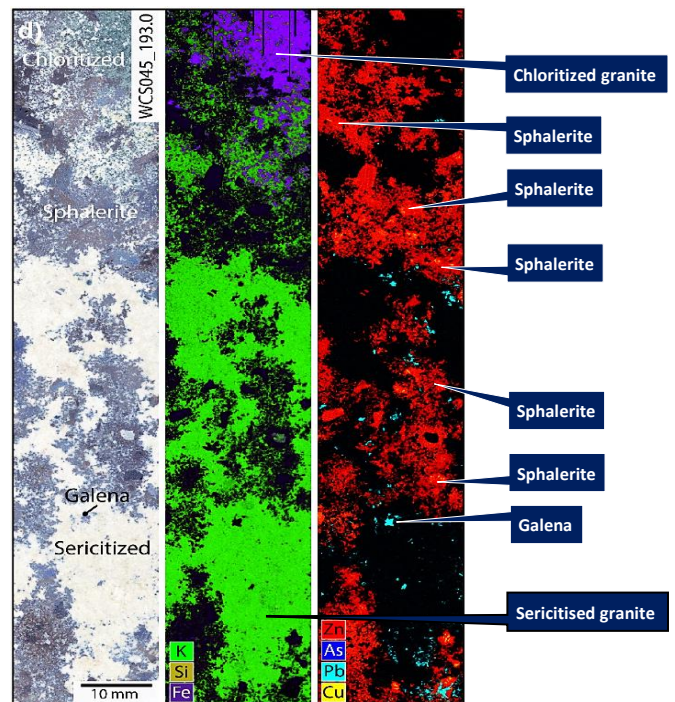 d)
Chloritized
WCS045_193.0
Chloritized granite
Sphalerite
Sphalerite
Sphalerite
Sphalerite
Sphalerite
Sphalerite
Galena
Galena
Sericitized
Sericitised granite
K
Si
Fe
Zn
As
Pb
Cu
10 mm